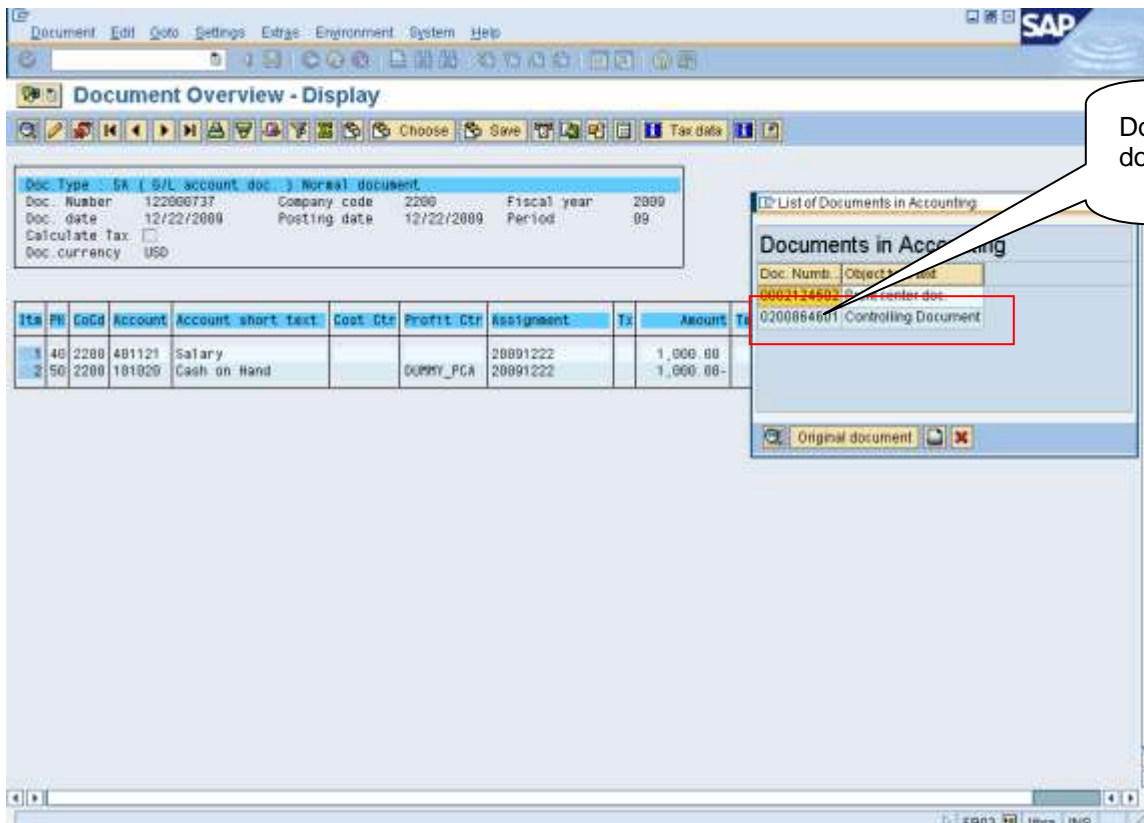 Document Edit Goto Settings Extras Environment System Help
SAP
Document Overview - Display
Choose Save Tax data
Do
do
Doc. Type : SA ( G/L account doc. ) Normal document
Doc. Number 122000737 Company code 2200 Fiscal year 2009
Doc. date 12/22/2009 Posting date 12/22/2009 Period 09
Calculate Tax
Doc. currency USD
List of Documents in Accounting
Documents in Accounting
Doc. Numb.. Object
0200864601 Controlling Document
Original document
Itm PK CoCd Account Account short text Cost Ctr Profit Ctr Assignment Tx Amount
1 40 2200 401121 Salary 20091222 1,000.00
2 50 2200 101020 Cash on Hand DUMMY_PCA 20091222 1,000.00-
INS